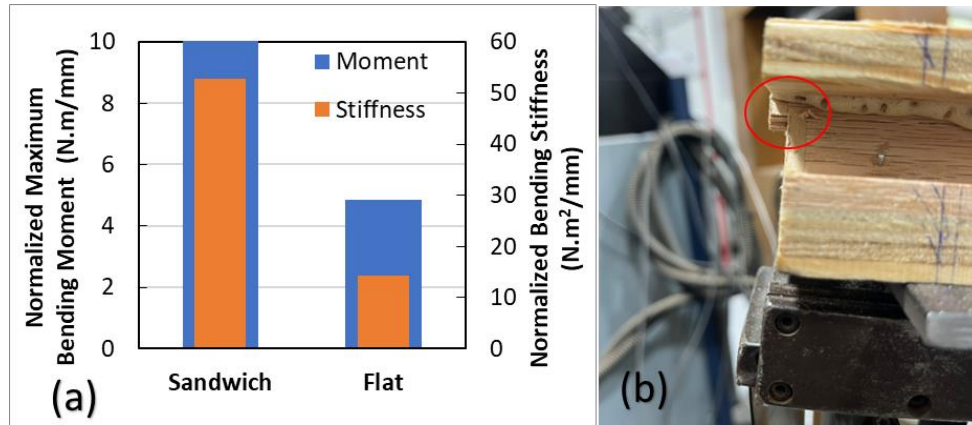 Normalized Maximum
Bending Moment (N.m/mm)
10
8
6
4
2
0
Moment
Stiffness
60
50
40
30
20
10
0
Normalized Bending Stiffness
(N.m²/mm)
Sandwich
Flat
(a)
(b)